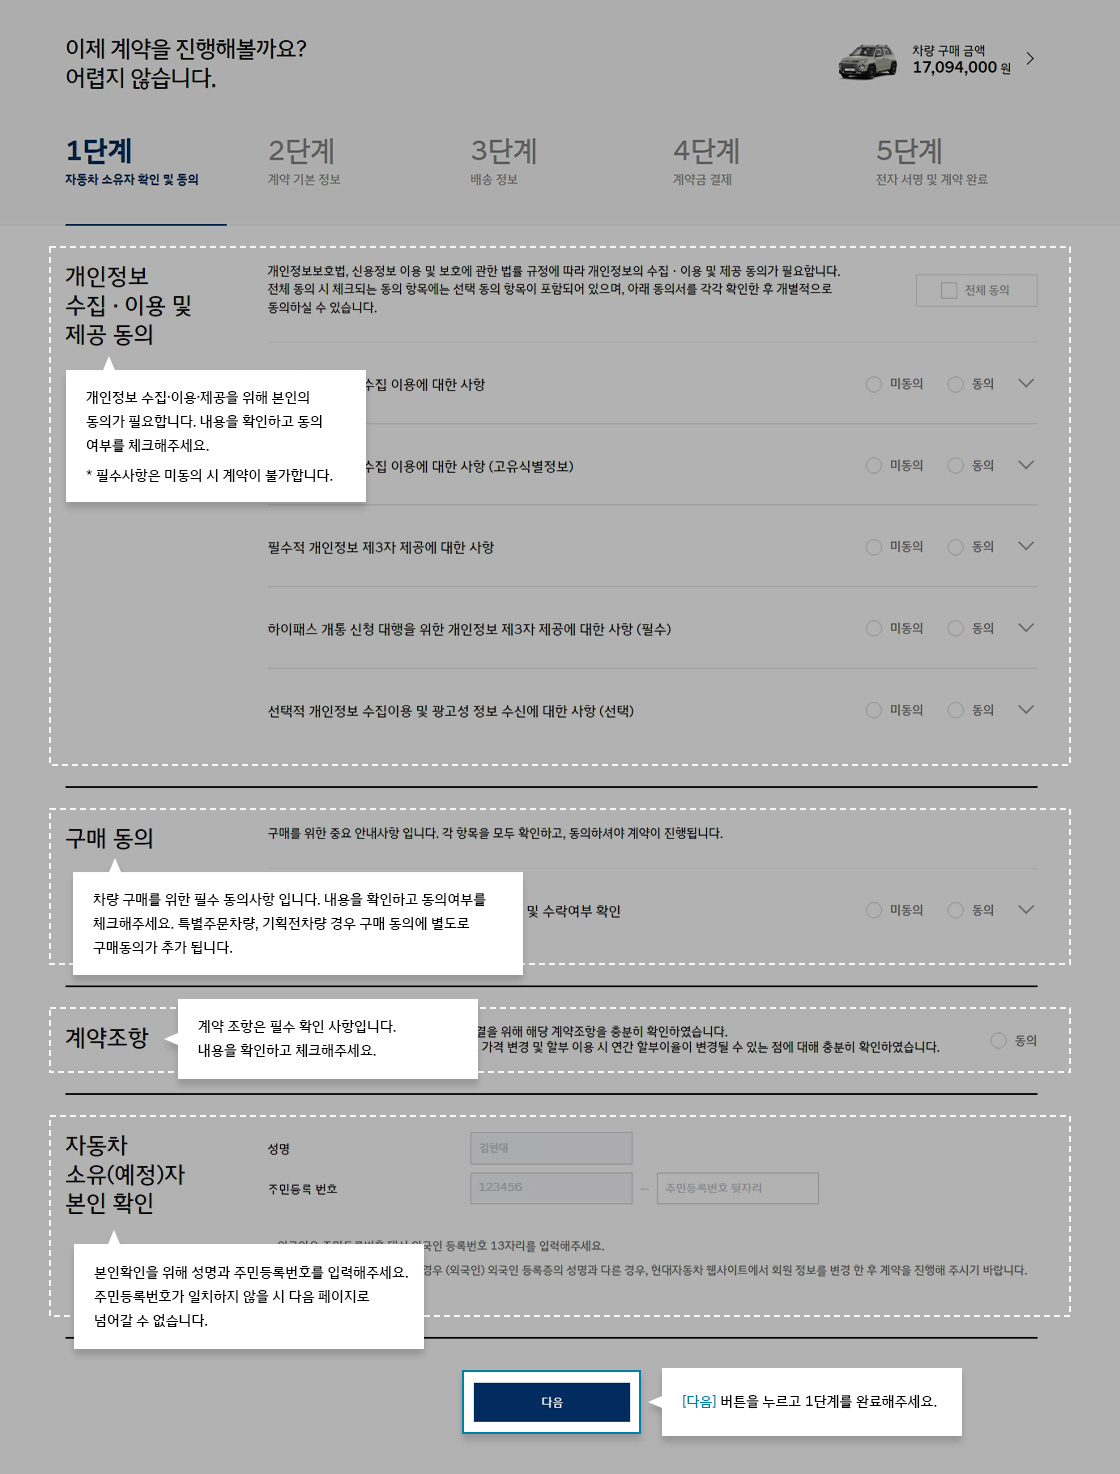 이제 계약을 진행해볼까요?
어렵지 않습니다.
차량 구매 금액
17,094,000 원
1단계
자동차 소유자 확인 및 동의
2단계
계약 기본 정보
3단계
배송 정보
4단계
계약금 결제
5단계
전자 서명 및 계약 완료
개인정보
수집 · 이용 및
제공 동의
개인정보보호법, 신용정보 이용 및 보호에 관한 법률 규정에 따라 개인정보의 수집 · 이용 및 제공 동의가 필요합니다.
전체 동의 시 체크되는 동의 항목에는 선택 동의 항목이 포함되어 있으며, 아래 동의서를 각각 확인한 후 개별적으로
동의하실 수 있습니다.
전체 동의
개인정보 수집·이용·제공을 위해 본인의
동의가 필요합니다. 내용을 확인하고 동의
여부를 체크해주세요.
* 필수사항은 미동의 시 계약이 불가합니다.
수집 이용에 대한 사항
미동의 동의
수집 이용에 대한 사항 (고유식별정보)
미동의 동의
필수적 개인정보 제3자 제공에 대한 사항
미동의 동의
하이패스 개통 신청 대행을 위한 개인정보 제3자 제공에 대한 사항 (필수)
미동의 동의
선택적 개인정보 수집이용 및 광고성 정보 수신에 대한 사항 (선택)
미동의 동의
구매 동의
구매를 위한 중요 안내사항 입니다. 각 항목을 모두 확인하고, 동의하셔야 계약이 진행됩니다.
차량 구매를 위한 필수 동의사항 입니다. 내용을 확인하고 동의여부를
체크해주세요. 특별주문차량, 기획전차량 경우 구매 동의에 별도로
구매동의가 추가 됩니다.
및 수락여부 확인
미동의 동의
계약조항
계약 조항은 필수 확인 사항입니다.
내용을 확인하고 체크해주세요.
결을 위해 해당 계약조항을 충분히 확인하였습니다.
가격 변경 및 할부 이용 시 연간 할부이율이 변경될 수 있는 점에 대해 충분히 확인하였습니다.
동의
자동차
소유(예정)자
본인 확인
성명
김현대
주민등록 번호
123456 – 주민등록번호 뒷자리
외국인 등록번호 13자리를 입력해주세요.
경우 (외국인) 외국인 등록증의 성명과 다른 경우, 현대자동차 웹사이트에서 회원 정보를 변경 한 후 계약을 진행해 주시기 바랍니다.
본인확인을 위해 성명과 주민등록번호를 입력해주세요.
주민등록번호가 일치하지 않을 시 다음 페이지로
넘어갈 수 없습니다.
다음
[다음] 버튼을 누르고 1단계를 완료해주세요.